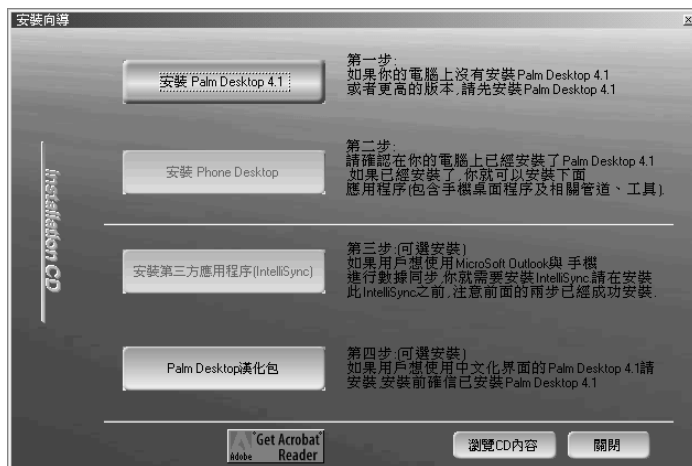 安裝向導
installation CD
安裝 Palm Desktop 4.1
第一步:
如果你的電腦上沒有安裝Palm Desktop 4.1
或者更高的版本,請先安裝Palm Desktop 4.1
安裝 Phone Desktop
第二步:
請確認在你的電腦上已經安裝了Palm Desktop 4.1
,如果已經安裝了,你就可以安裝下面
應用程序(包含手機桌面程序及相關管道、工具).
安裝第三方應用程序(IntelliSync)
第三步:(可選安裝)
如果用戶想使用MicroSoft Outlook與 手機
進行數據同步,你就需要安裝IntelliSync.請在安裝
此IntelliSync之前,注意前面的兩步已經成功安裝.
Palm Desktop漢化包
第四步:(可選安裝)
如果用戶想使用中文化界面的Palm Desktop 4.1請
安裝.安裝前確信已安裝Palm Desktop 4.1
Adobe
Get Acrobat
Reader
瀏覽CD內容
關閉